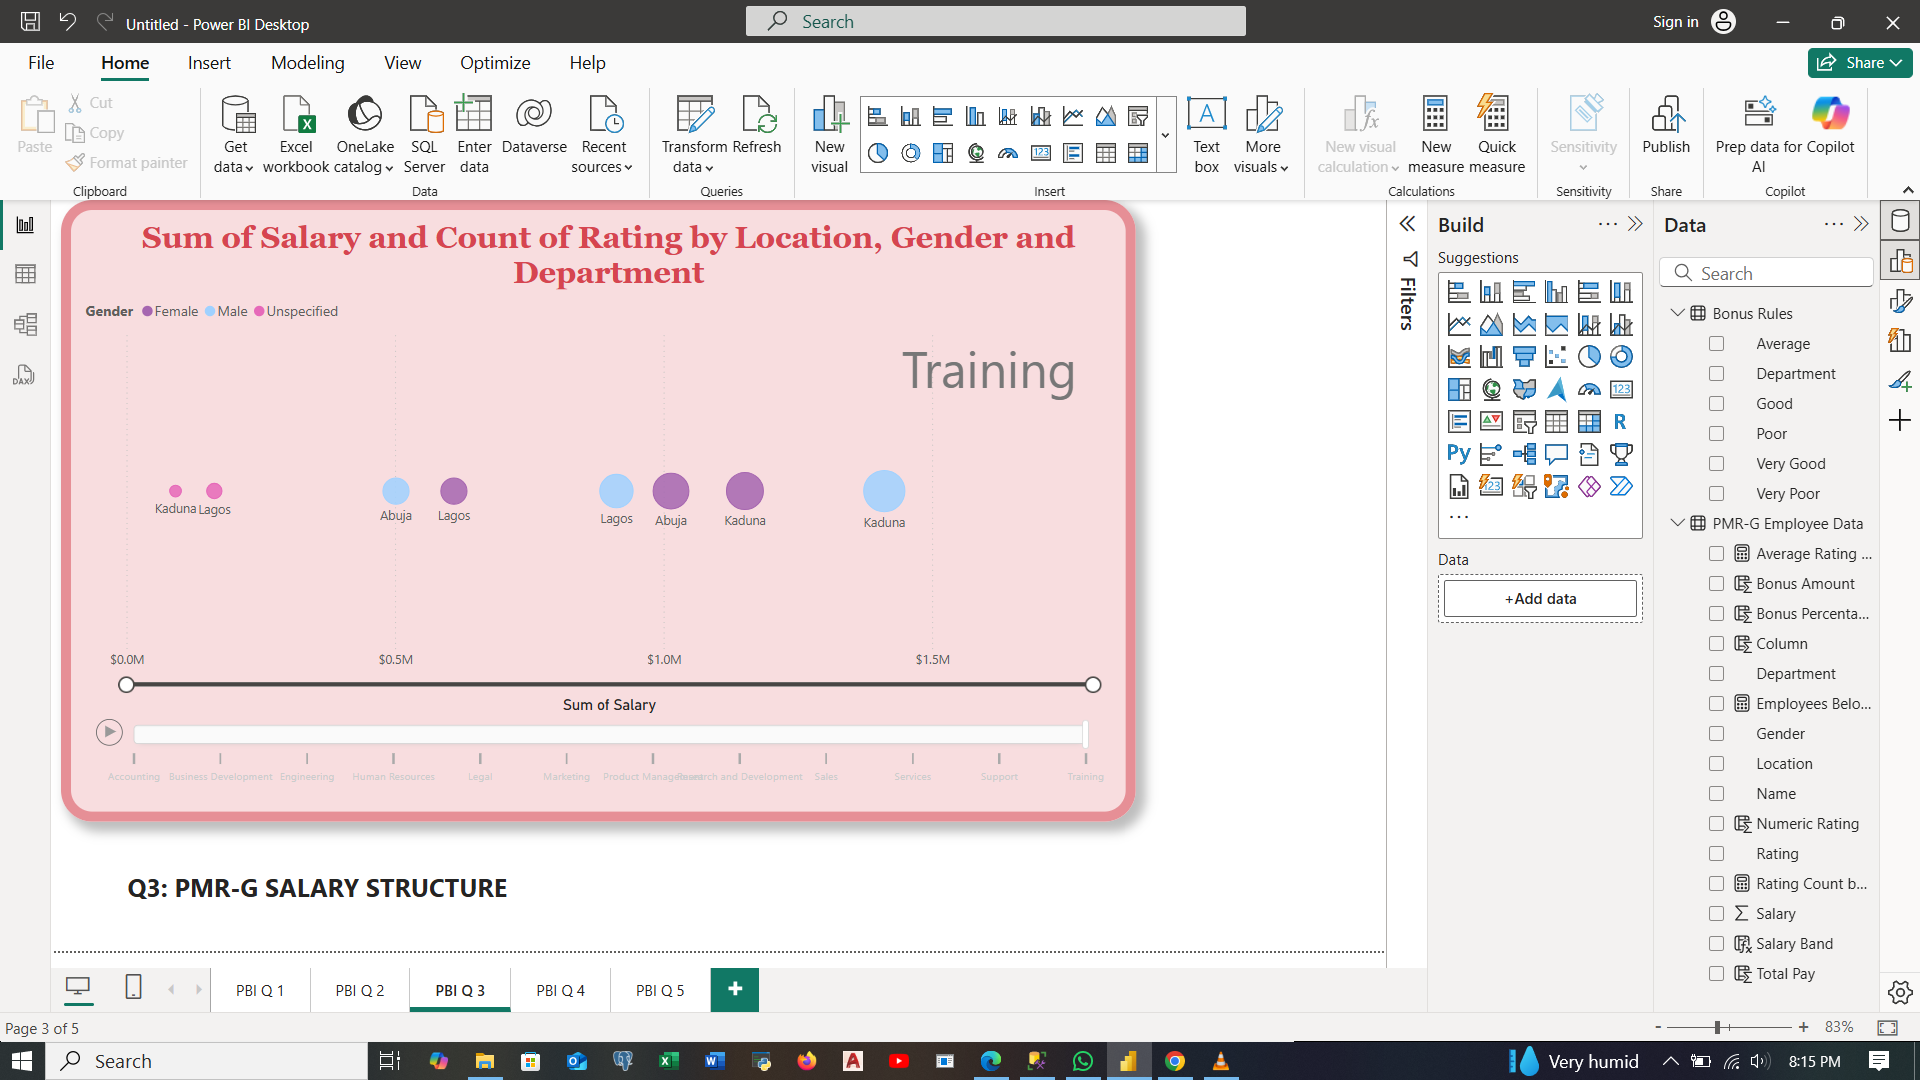 Untitled - Power BI Desktop
Search
Sign in
File
Home
Insert
Modeling
View
Optimize
Help
Share
Paste
Cut
Copy
Format painter
Clipboard
Get data
Excel workbook
OneLake catalog
SQL Server
Enter data
Dataverse
Recent sources
Data
Transform data
Refresh
Queries
New visual
Text box
More visuals
Insert
New visual calculation
New measure
Quick measure
Calculations
Sensitivity
Sensitivity
Publish
Share
Prep data for AI
Copilot
Copilot
Sum of Salary and Count of Rating by Location, Gender and
Department
Gender Female Male Unspecified
Training
Kaduna Lagos
Abuja
Lagos
Lagos
Abuja
Kaduna
Kaduna
$0.0M
$0.5M
$1.0M
$1.5M
Sum of Salary
Accounting
Business Development
Engineering
Human Resources
Legal
Marketing
Product Management
Research and Development
Sales
Services
Support
Training
Q3: PMR-G SALARY STRUCTURE
Filters
Build
Suggestions
Data
+Add data
Data
Search
Bonus Rules
Average
Department
Good
Poor
Very Good
Very Poor
PMR-G Employee Data
Average Rating ...
Bonus Amount
Bonus Percenta...
Column
Department
Employees Belo...
Gender
Location
Name
Numeric Rating
Rating
Rating Count b...
Salary
Salary Band
Total Pay
PBI Q 1
PBI Q 2
PBI Q 3
PBI Q 4
PBI Q 5
Page 3 of 5
83%
Search
Very humid
8:15 PM